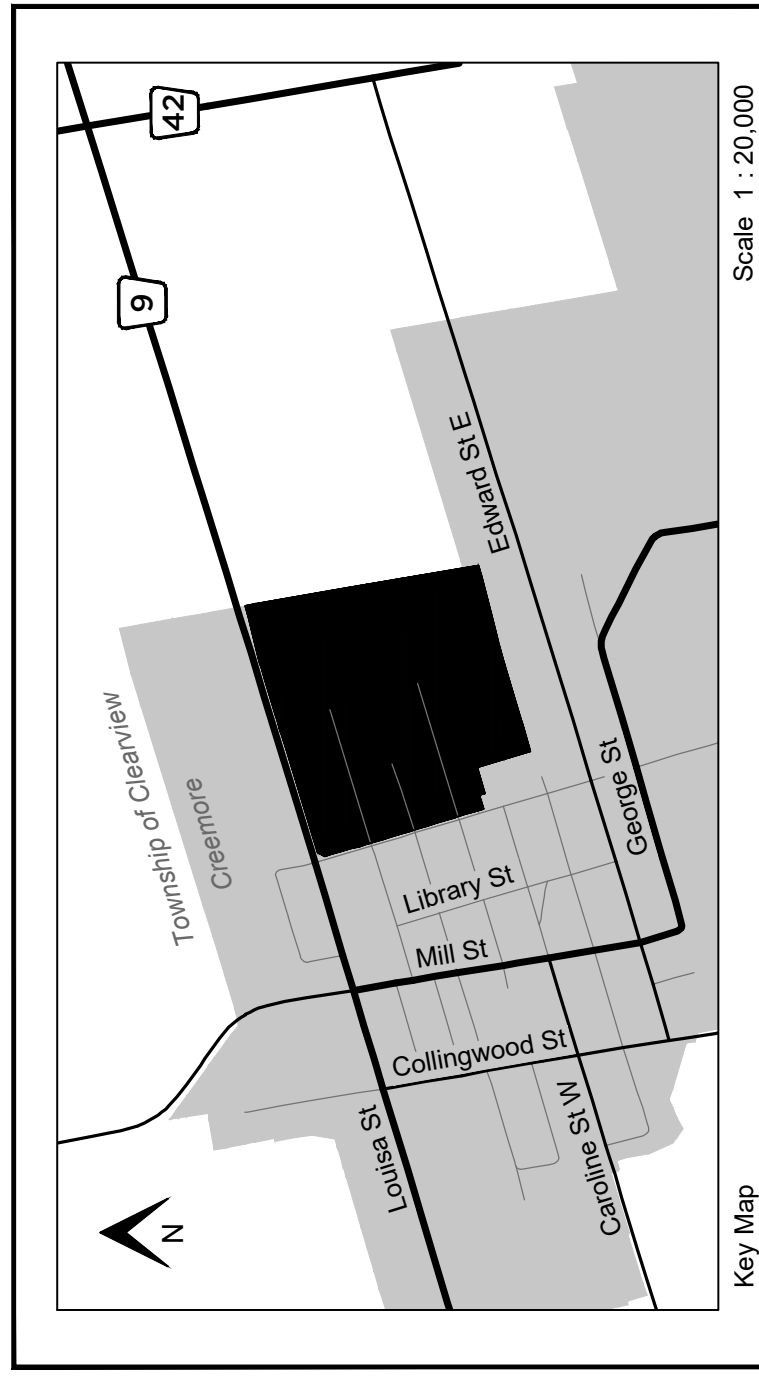 42
9
Township of Clearview
Creemore
Edward St E
George St
Library St
Mill St
Collingwood St
Louisa St
Caroline St W
N
Key Map
Scale 1 : 20,000